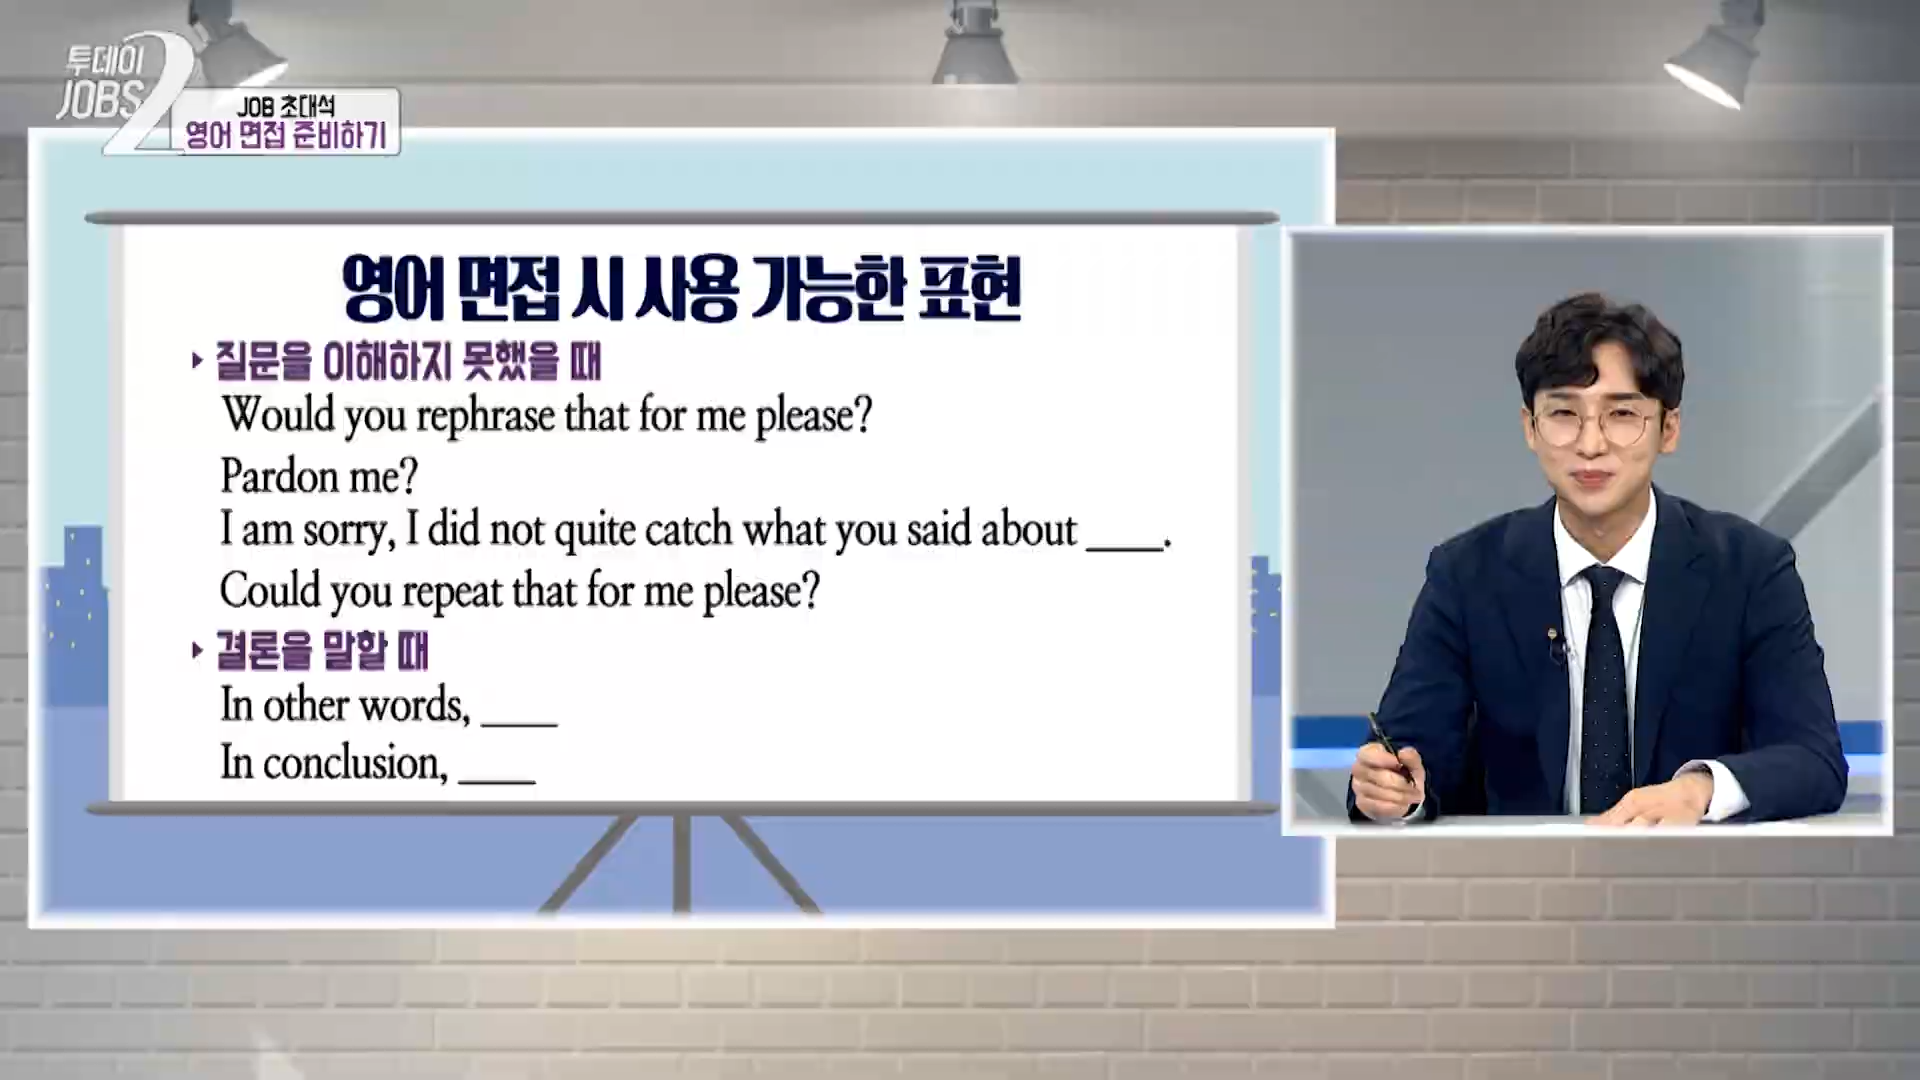 투데이
JOBS 2
JOB 초대석
영어 면접 준비하기
영어 면접 시 사용 가능한 표현
▸ 질문을 이해하지 못했을 때
Would you rephrase that for me please?
Pardon me?
I am sorry, I did not quite catch what you said about ____.
Could you repeat that for me please?
▸ 결론을 말할 때
In other words, ____
In conclusion, ____